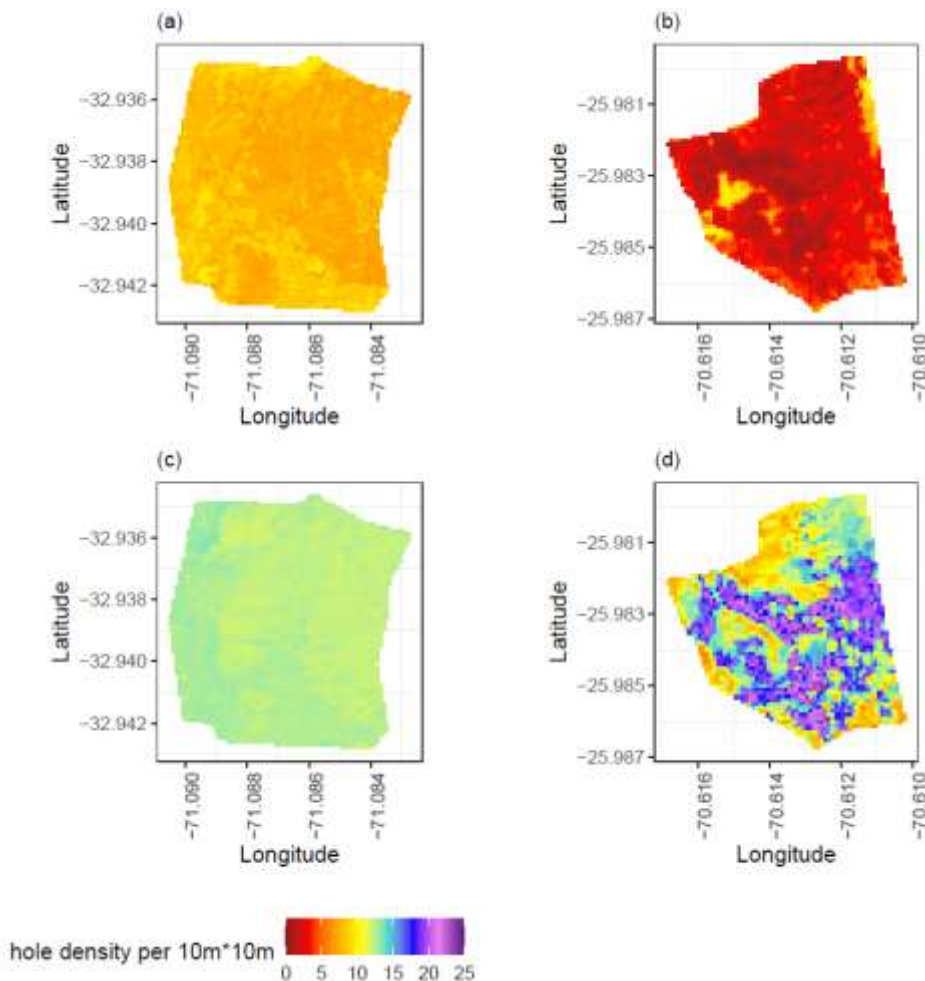 (a)
(b)
Latitude
−32.936
−32.938
−32.940
−32.942
−71.090
−71.088
−71.086
−71.084
Longitude
Latitude
−25.981
−25.983
−25.985
−25.987
−70.616
−70.614
−70.612
−70.610
Longitude
(c)
(d)
Latitude
−32.936
−32.938
−32.940
−32.942
−71.090
−71.088
−71.086
−71.084
Longitude
Latitude
−25.981
−25.983
−25.985
−25.987
−70.616
−70.614
−70.612
−70.610
Longitude
hole density per 10m*10m
0 5 10 15 20 25